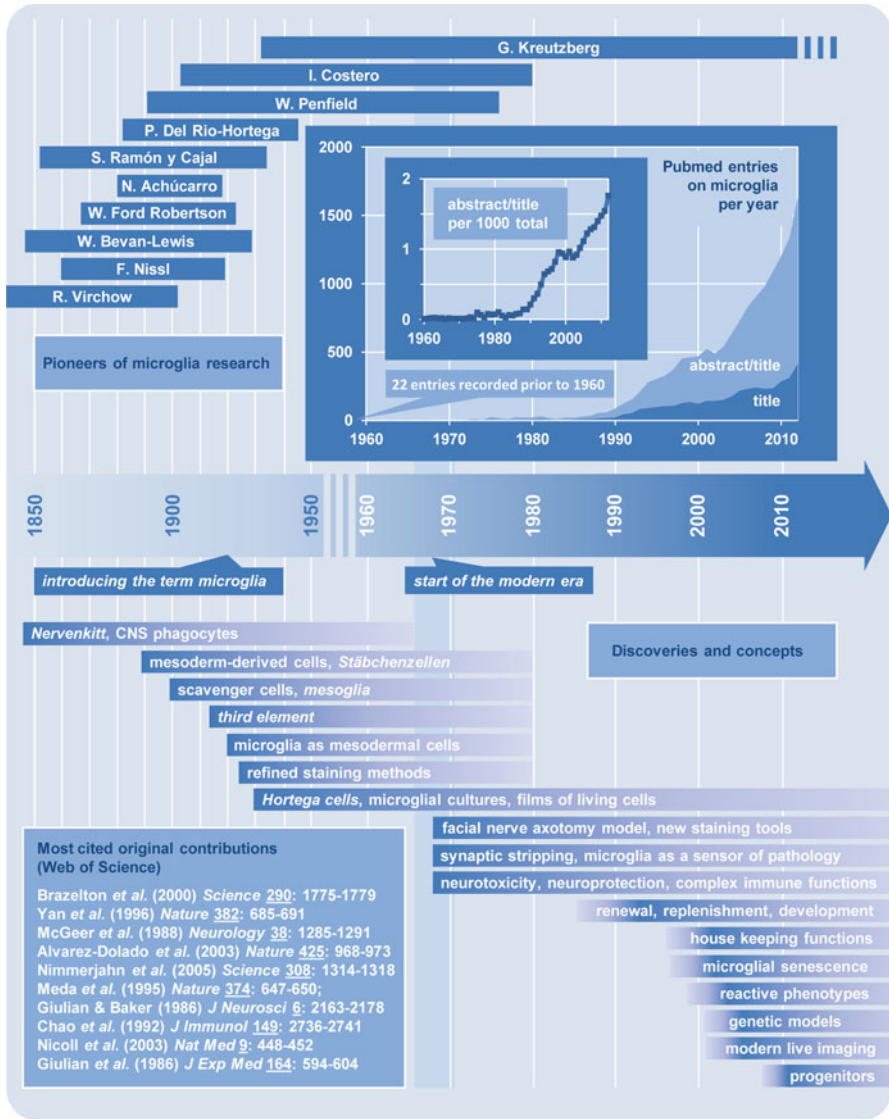 G. Kreutzberg
I. Costero
W. Penfield
P. Del Rio-Hortega
S. Ramón y Cajal
N. Achúcarro
W. Ford Robertson
W. Bevan-Lewis
F. Nissl
R. Virchow
Pioneers of microglia research
2000
1500
1000
500
0
Pubmed entries
on microglia
per year
2
1
0
abstract/title
per 1000 total
1960 1980 2000
22 entries recorded prior to 1960
abstract/title
title
1960 1970 1980 1990 2000 2010
1850 1900 1950 1960 1970 1980 1990 2000 2010
introducing the term microglia
start of the modern era
Nervenkitt, CNS phagocytes
Discoveries and concepts
mesoderm-derived cells, Stäbchenzellen
scavenger cells, mesoglia
third element
microglia as mesodermal cells
refined staining methods
Hortega cells, microglial cultures, films of living cells
facial nerve axotomy model, new staining tools
synaptic stripping, microglia as a sensor of pathology
neurotoxicity, neuroprotection, complex immune functions
renewal, replenishment, development
house keeping functions
microglial senescence
reactive phenotypes
genetic models
modern live imaging
progenitors
Most cited original contributions
(Web of Science)
Brazelton et al. (2000) Science 290: 1775-1779
Yan et al. (1996) Nature 382: 685-691
McGeer et al. (1988) Neurology 38: 1285-1291
Alvarez-Dolado et al. (2003) Nature 425: 968-973
Nimmerjahn et al. (2005) Science 308: 1314-1318
Meda et al. (1995) Nature 374: 647-650;
Giulian & Baker (1986) J Neurosci 6: 2163-2178
Chao et al. (1992) J Immunol 149: 2736-2741
Nicoll et al. (2003) Nat Med 9: 448-452
Giulian et al. (1986) J Exp Med 164: 594-604